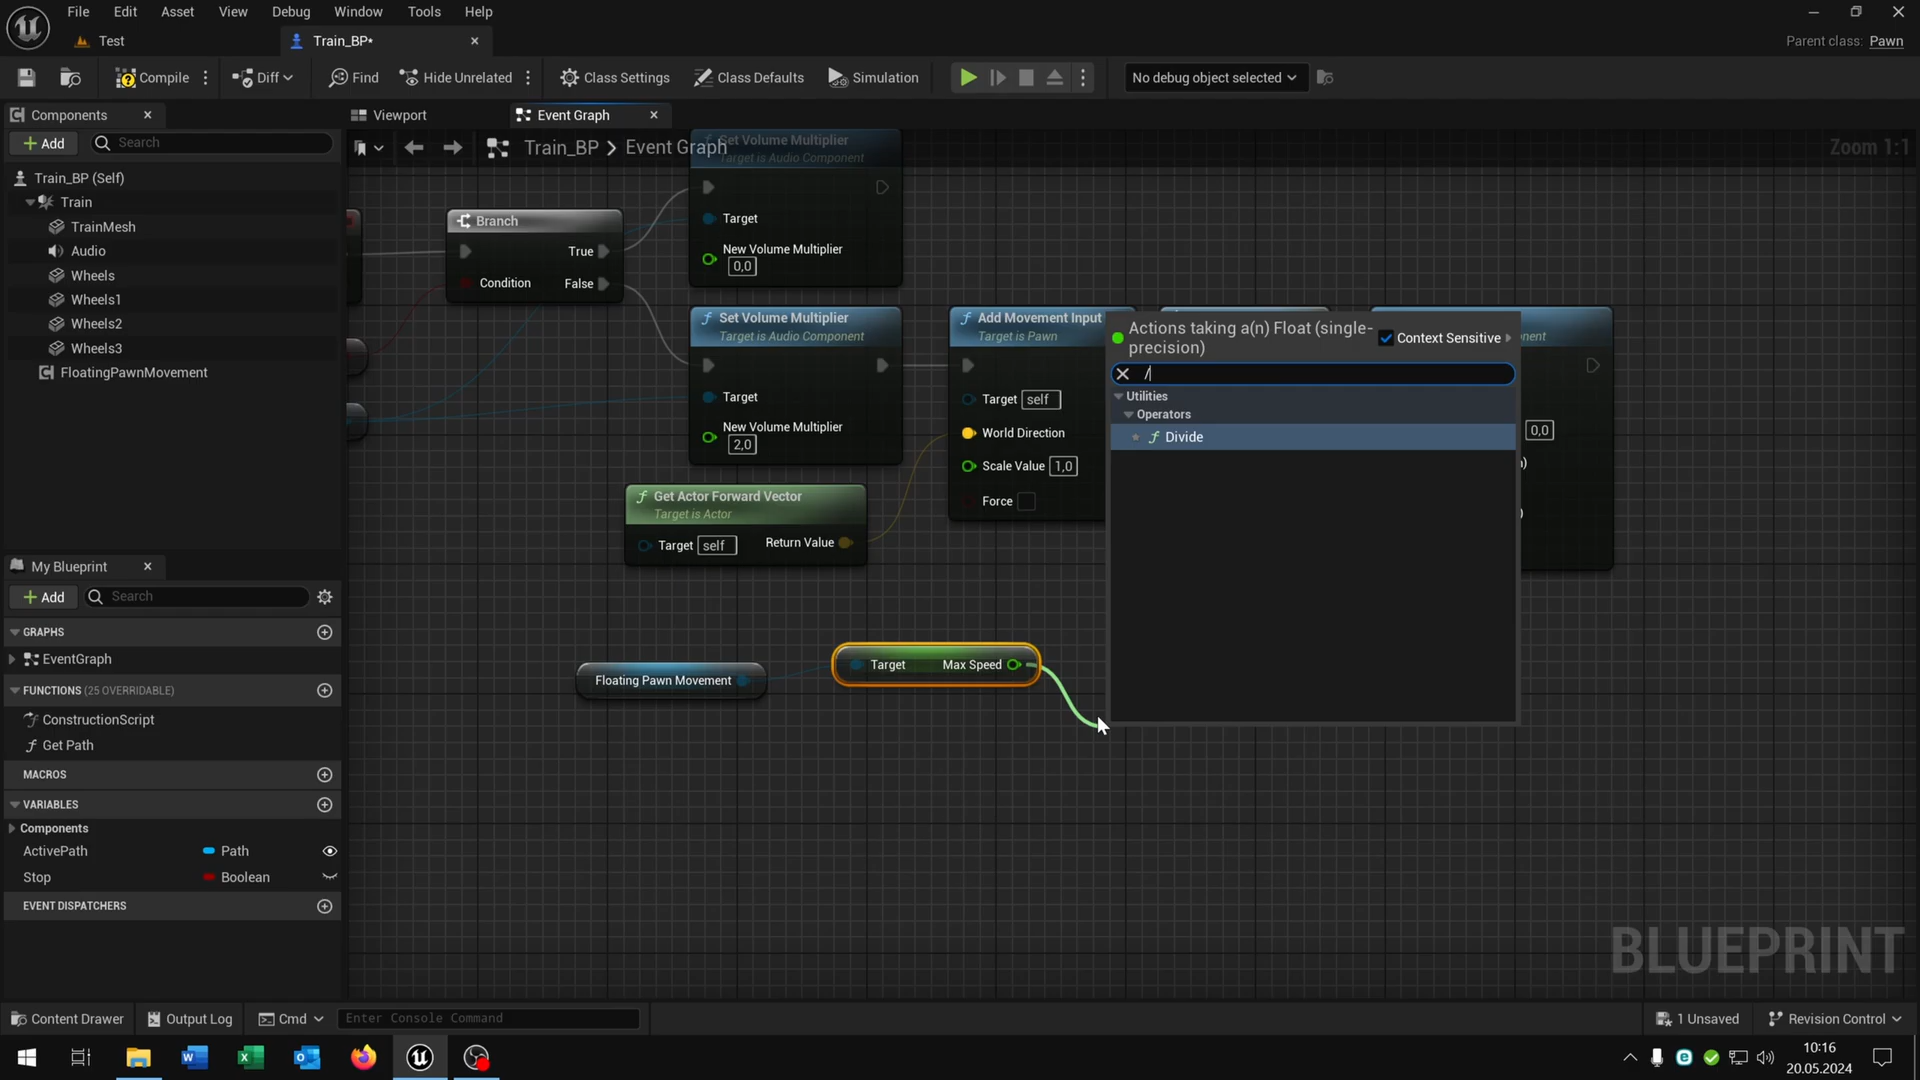 File Edit Asset View Debug Window Tools Help
Test
Train_BP*
Parent class: Pawn
Compile
Diff
Find
Hide Unrelated
Class Settings
Class Defaults
Simulation
No debug object selected
Components
Viewport
Event Graph
Add
Search
Train_BP > Event Graph
Zoom 1:1
Train_BP (Self)
Train
TrainMesh
Audio
Wheels
Wheels1
Wheels2
Wheels3
FloatingPawnMovement
Set Volume Multiplier
Target is Audio Component
Target
New Volume Multiplier
0,0
Branch
True
Condition
False
Set Volume Multiplier
Target is Audio Component
Target
New Volume Multiplier
2,0
Add Movement Input
Target is Pawn
Target self
World Direction
Scale Value 1,0
Force
Actions taking a(n) Float (single-
precision)
Context Sensitive
/
Utilities
Operators
Divide
0,0
Get Actor Forward Vector
Target is Actor
Target self
Return Value
Floating Pawn Movement
Target
Max Speed
My Blueprint
Add
Search
GRAPHS
EventGraph
FUNCTIONS (25 OVERRIDABLE)
ConstructionScript
Get Path
MACROS
VARIABLES
Components
ActivePath Path
Stop Boolean
EVENT DISPATCHERS
BLUEPRINT
Content Drawer
Output Log
Cmd
Enter Console Command
1 Unsaved
Revision Control
10:16
20.05.2024